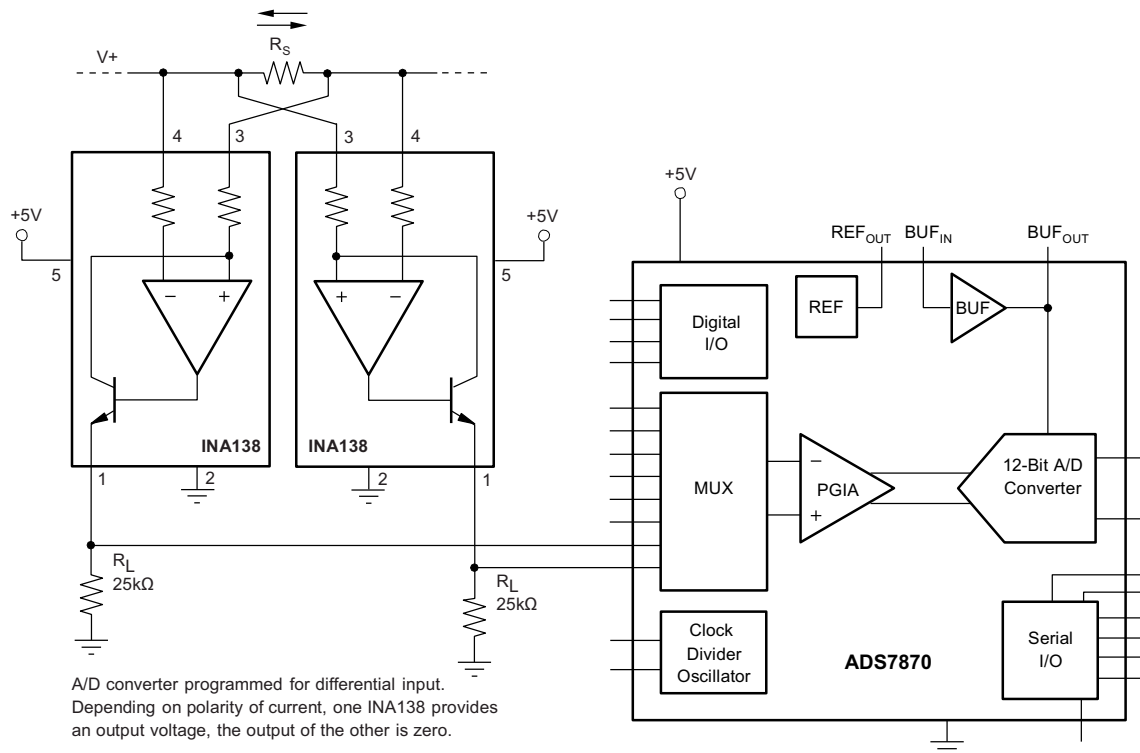 R_S
V+
4
3
3
4
+5V
+5V
+5V
5
5
REF_OUT
BUF_IN
BUF_OUT
−
+
+
−
Digital
I/O
REF
BUF
INA138
INA138
1
2
2
1
MUX
−
PGIA
+
12-Bit A/D
Converter
R_L
25kΩ
R_L
25kΩ
Clock
Divider
Oscillator
ADS7870
Serial
I/O
A/D converter programmed for differential input.
Depending on polarity of current, one INA138 provides
an output voltage, the output of the other is zero.